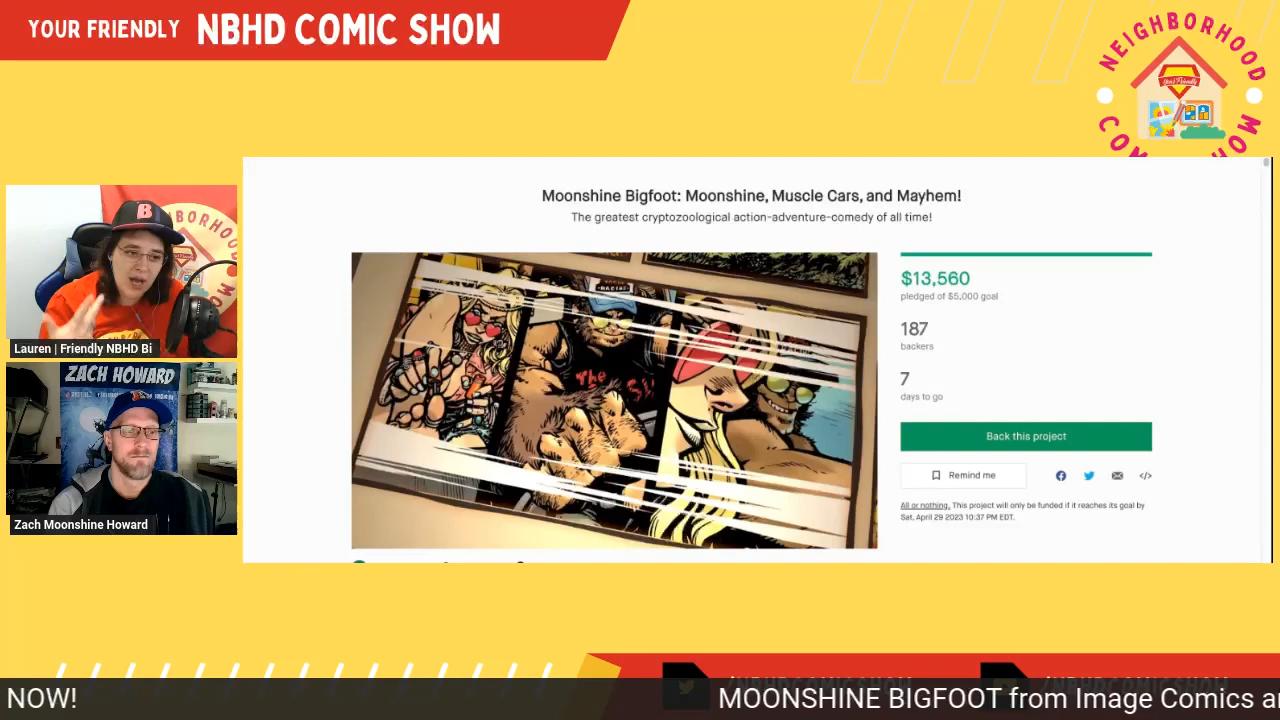 YOUR FRIENDLY NBHD COMIC SHOW
NEIGHBORHOOD
Moonshine Bigfoot: Moonshine, Muscle Cars, and Mayhem!
The greatest cryptozoological action-adventure-comedy of all time!
$13,560
pledged of $5,000 goal
187
backers
7
days to go
Back this project
Remind me
All or nothing. This project will only be funded if it reaches its goal by
Sat, April 29 2023 10:37 PM EDT.
B
Lauren | Friendly NBHD Bi
ZACH HOWARD
Zach Moonshine Howard
/NBHDCOMICSHOW
/NBHDCOMICSHOW
NOW!
MOONSHINE BIGFOOT from Image Comics a